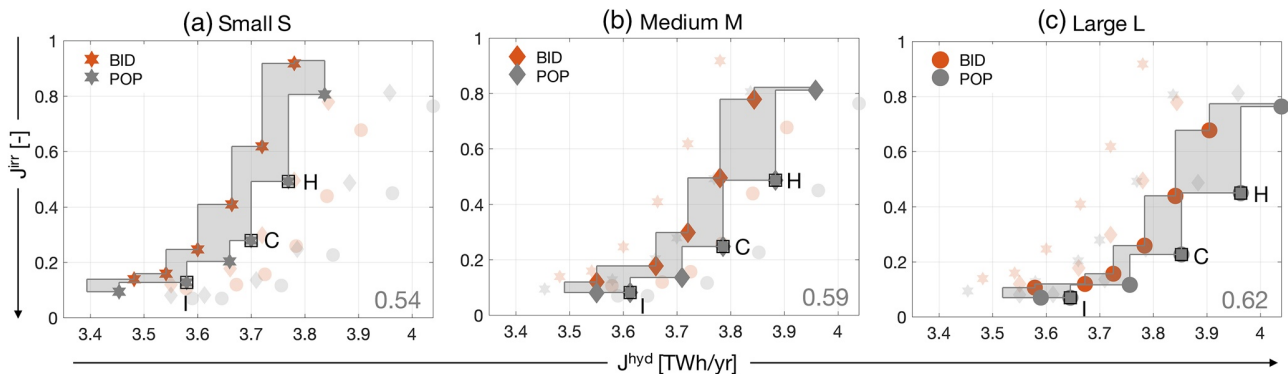 (a) Small S
(b) Medium M
(c) Large L
J^irr [-]
1
0.8
0.6
0.4
0.2
0
BID
POP
H
C
I
0.54
3.4 3.5 3.6 3.7 3.8 3.9 4
1
0.8
0.6
0.4
0.2
0
BID
POP
H
C
I
0.59
3.4 3.5 3.6 3.7 3.8 3.9 4
1
0.8
0.6
0.4
0.2
0
BID
POP
H
C
I
0.62
3.4 3.5 3.6 3.7 3.8 3.9 4
J^hyd [TWh/yr]